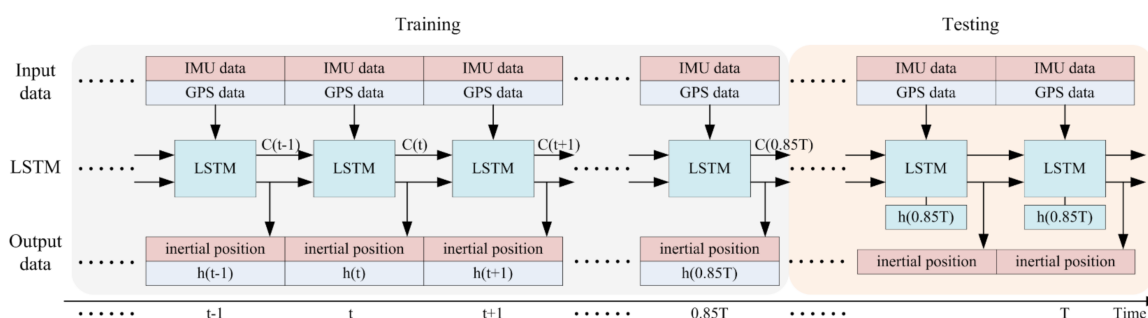 Training Testing
Input data ...... IMU data IMU data IMU data ...... IMU data ...... IMU data IMU data
GPS data GPS data GPS data GPS data GPS data GPS data
C(t-1) C(t) C(t+1) C(0.85T)
LSTM ...... LSTM LSTM LSTM ...... LSTM ...... LSTM LSTM ......
h(0.85T) h(0.85T)
Output data ...... inertial position inertial position inertial position ...... inertial position ...... inertial position inertial position
h(t-1) h(t) h(t+1) h(0.85T)
...... t-1 t t+1 ...... 0.85T ...... T Time